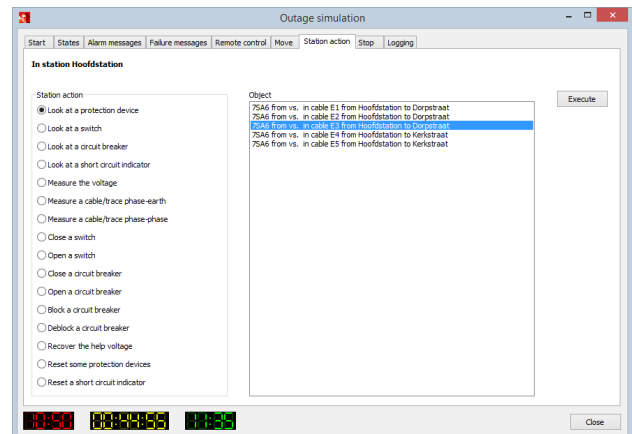 Outage simulation
Start States Alarm messages Failure messages Remote control Move Station action Stop Logging
In station Hoofdstation
Station action
Look at a protection device
Look at a switch
Look at a circuit breaker
Look at a short circuit indicator
Measure the voltage
Measure a cable/trace phase-earth
Measure a cable/trace phase-phase
Close a switch
Open a switch
Close a circuit breaker
Open a circuit breaker
Block a circuit breaker
Deblock a circuit breaker
Recover the help voltage
Reset some protection devices
Reset a short circuit indicator
Object
7SA6 from vs. in cable E1 from Hoofdstation to Dorpstraat
7SA6 from vs. in cable E2 from Hoofdstation to Dorpstraat
7SA6 from vs. in cable E3 from Hoofdstation to Dorpstraat
7SA6 from vs. in cable E4 from Hoofdstation to Kerkstraat
7SA6 from vs. in cable E5 from Hoofdstation to Kerkstraat
Execute
10:50 00:44:55 11:35
Close